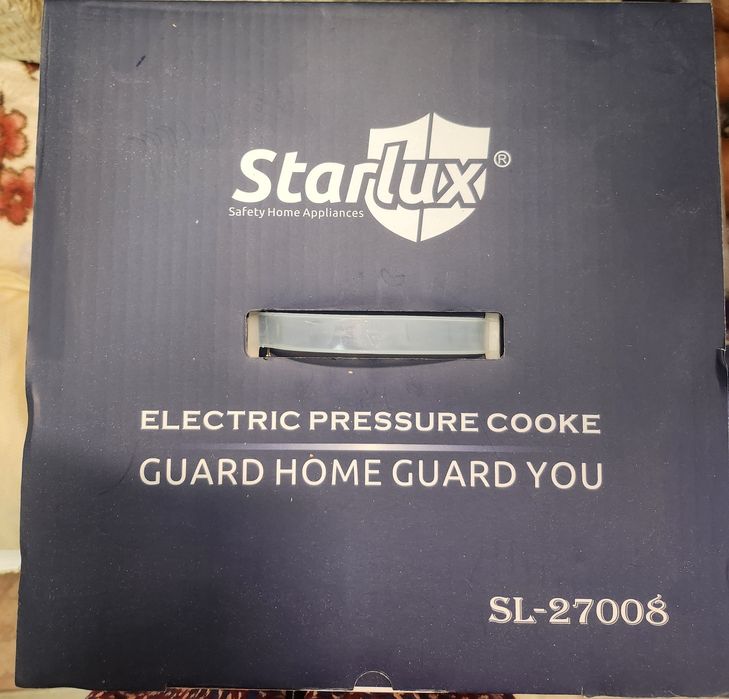 Starlux ®
Safety Home Appliances
ELECTRIC PRESSURE COOKE
GUARD HOME GUARD YOU
SL-27008